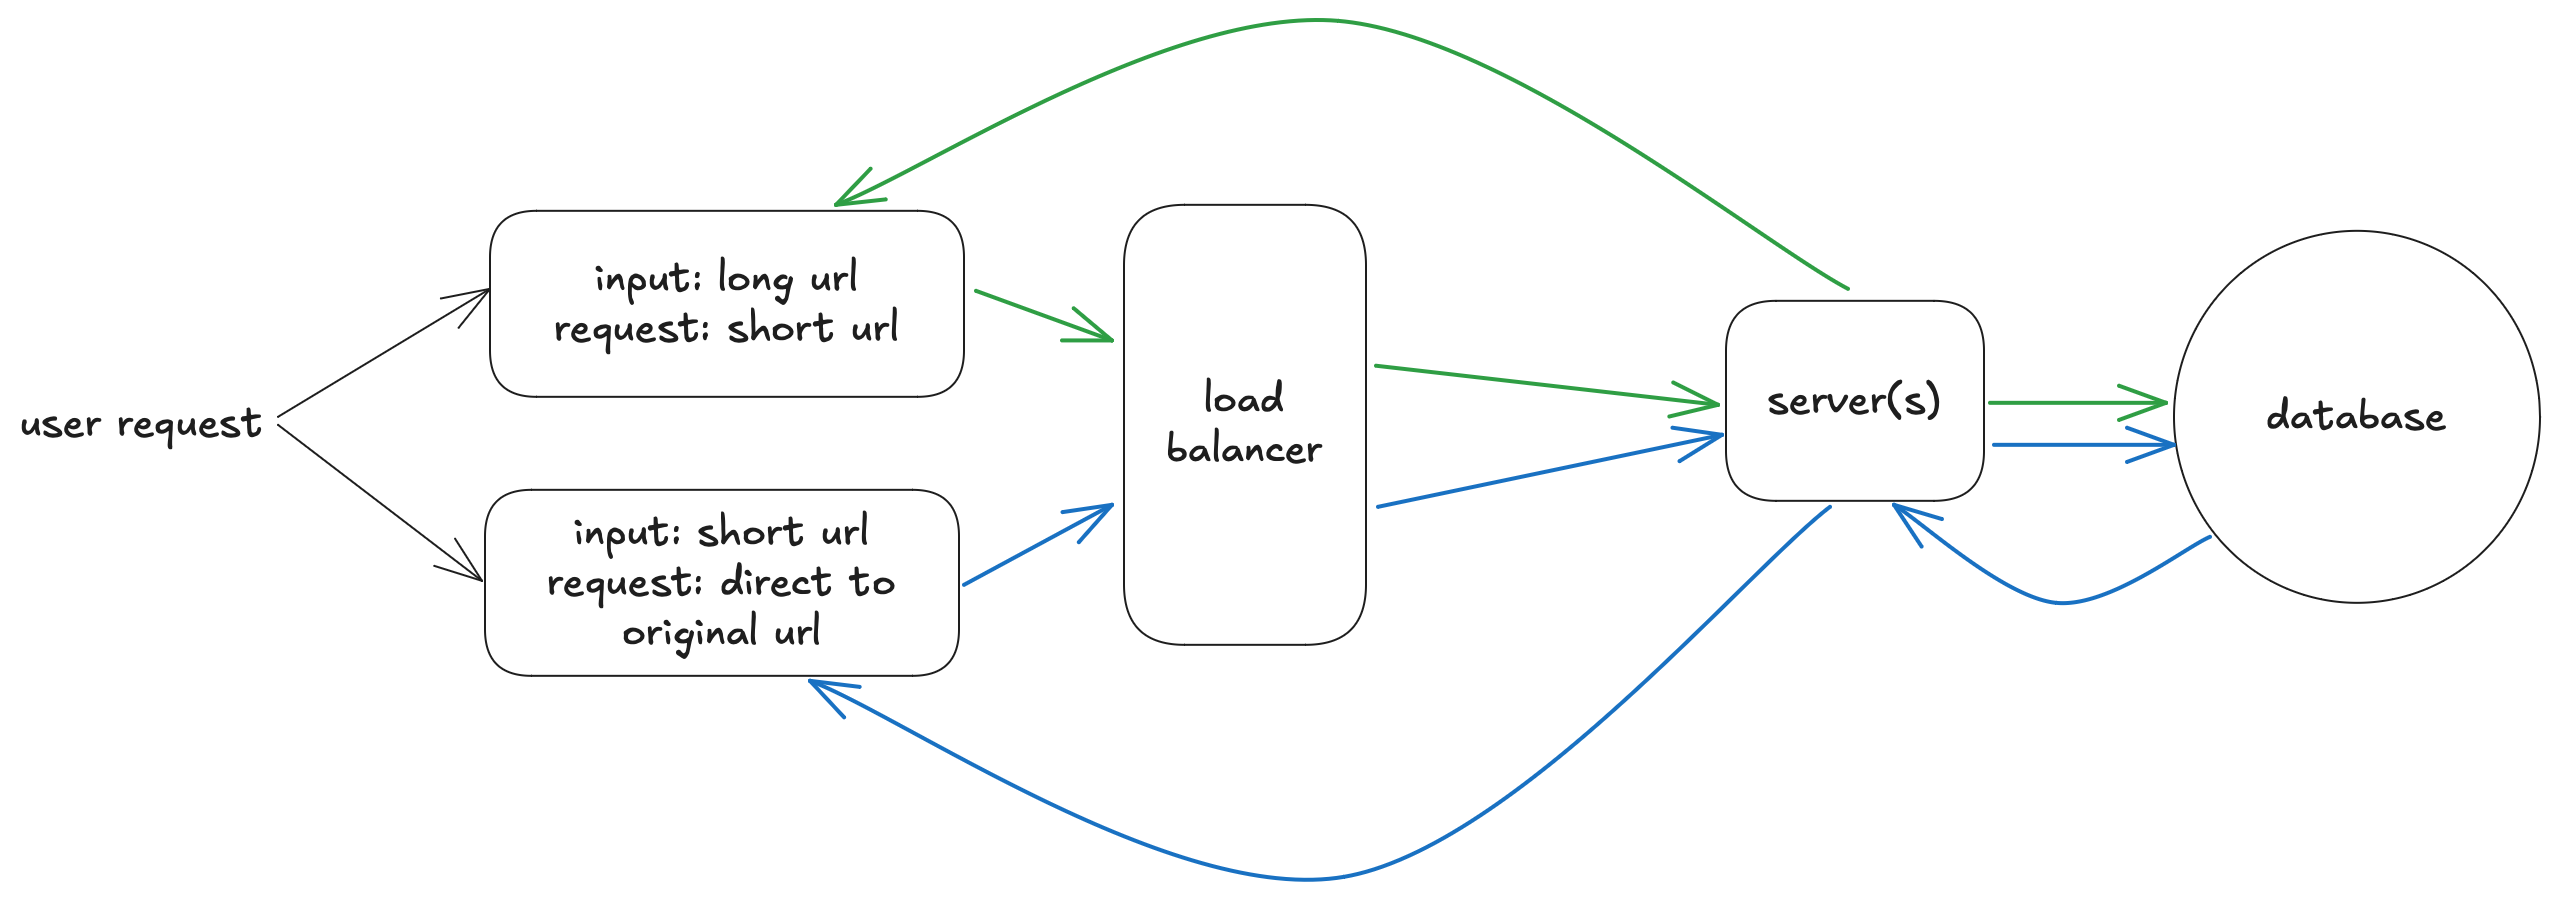 user request
input: long url
request: short url
input: short url
request: direct to
original url
load
balancer
server(s)
database